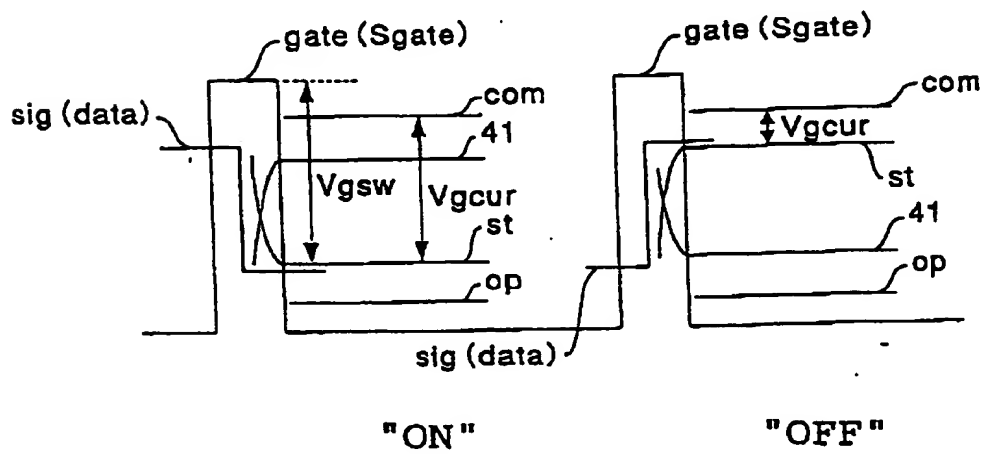 gate (Sgate)
sig (data)
com
41
Vgsw
Vgcur
st
op
"ON"
gate (Sgate)
com
Vgcur
st
41
op
sig (data)
"OFF"